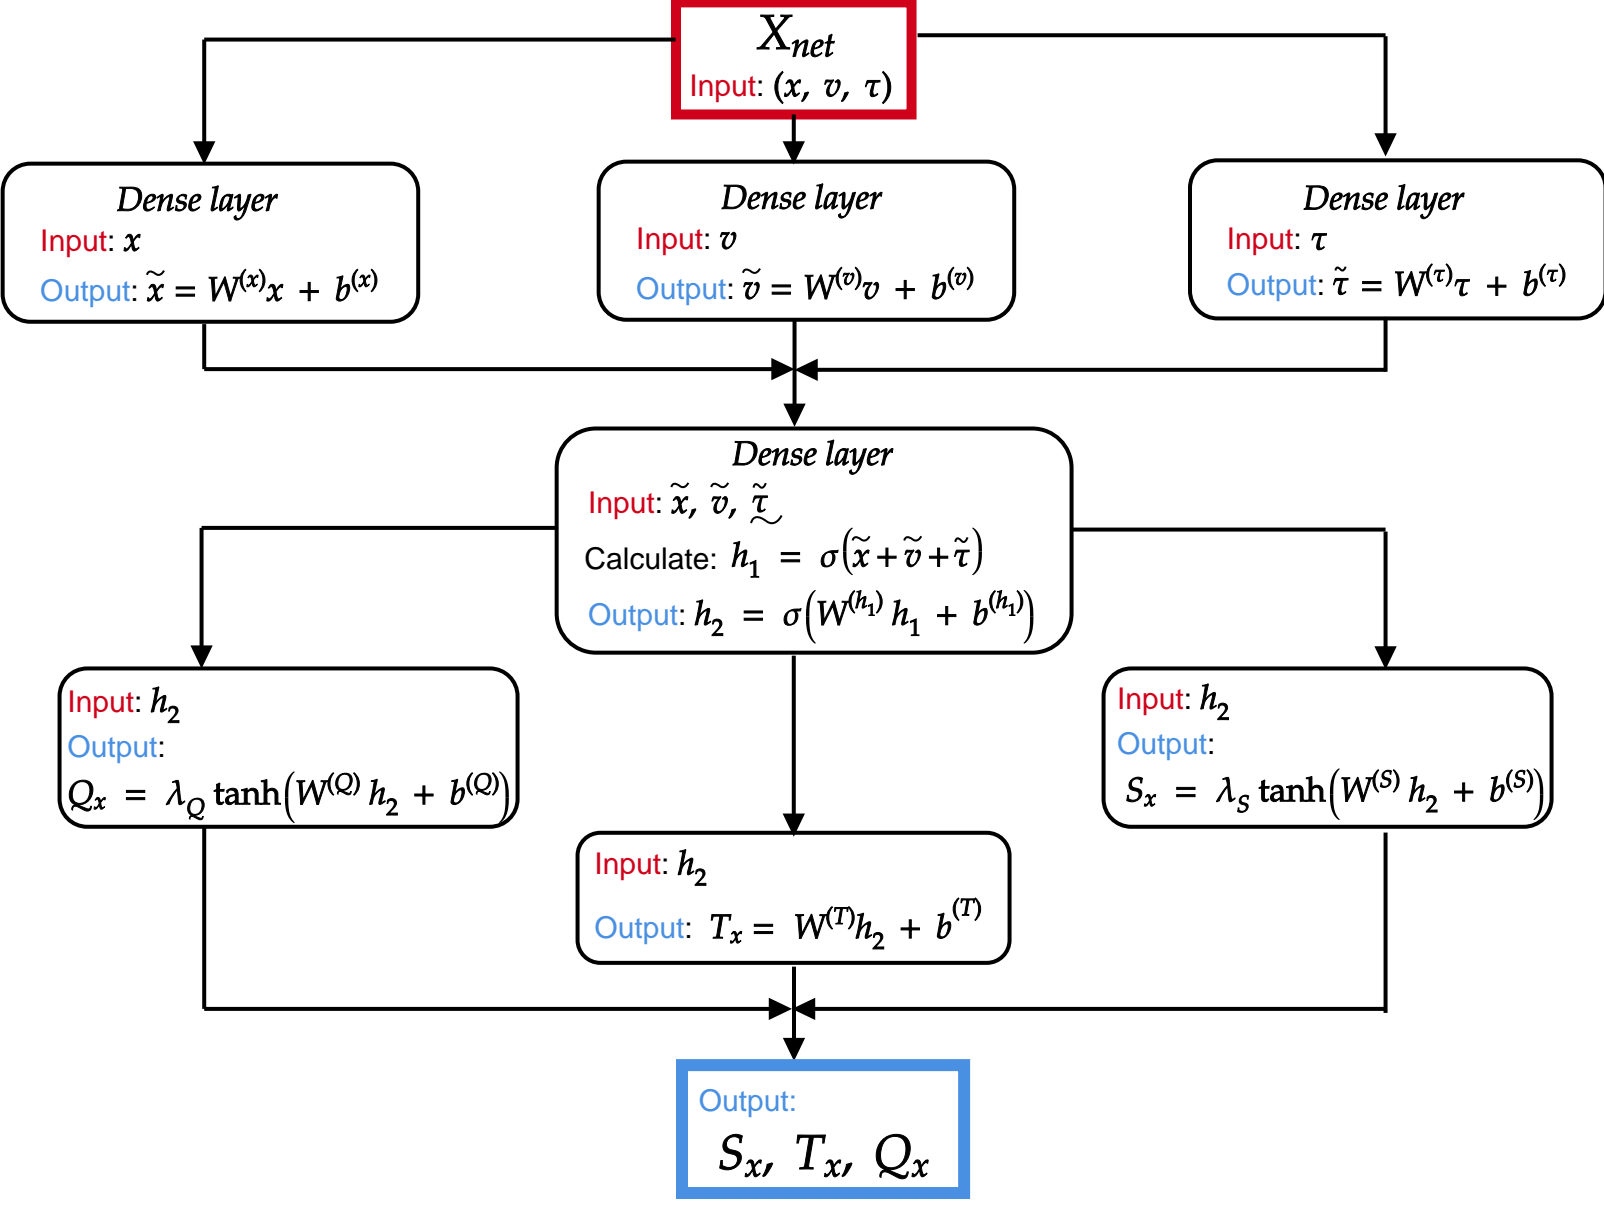 X_net
Input: (x, v, τ)
Dense layer
Input: x
Output: x̃ = W^(x)x + b^(x)
Dense layer
Input: v
Output: ṽ = W^(v)v + b^(v)
Dense layer
Input: τ
Output: τ̃ = W^(τ)τ + b^(τ)
Dense layer
Input: x̃, ṽ, τ̃
Calculate: h_1 = σ(x̃ + ṽ + τ̃)
Output: h_2 = σ(W^(h_1) h_1 + b^(h_1))
Input: h_2
Output:
Q_x = λ_Q tanh(W^(Q) h_2 + b^(Q))
Input: h_2
Output: T_x = W^(T)h_2 + b^(T)
Input: h_2
Output:
S_x = λ_S tanh(W^(S) h_2 + b^(S))
Output:
S_x, T_x, Q_x